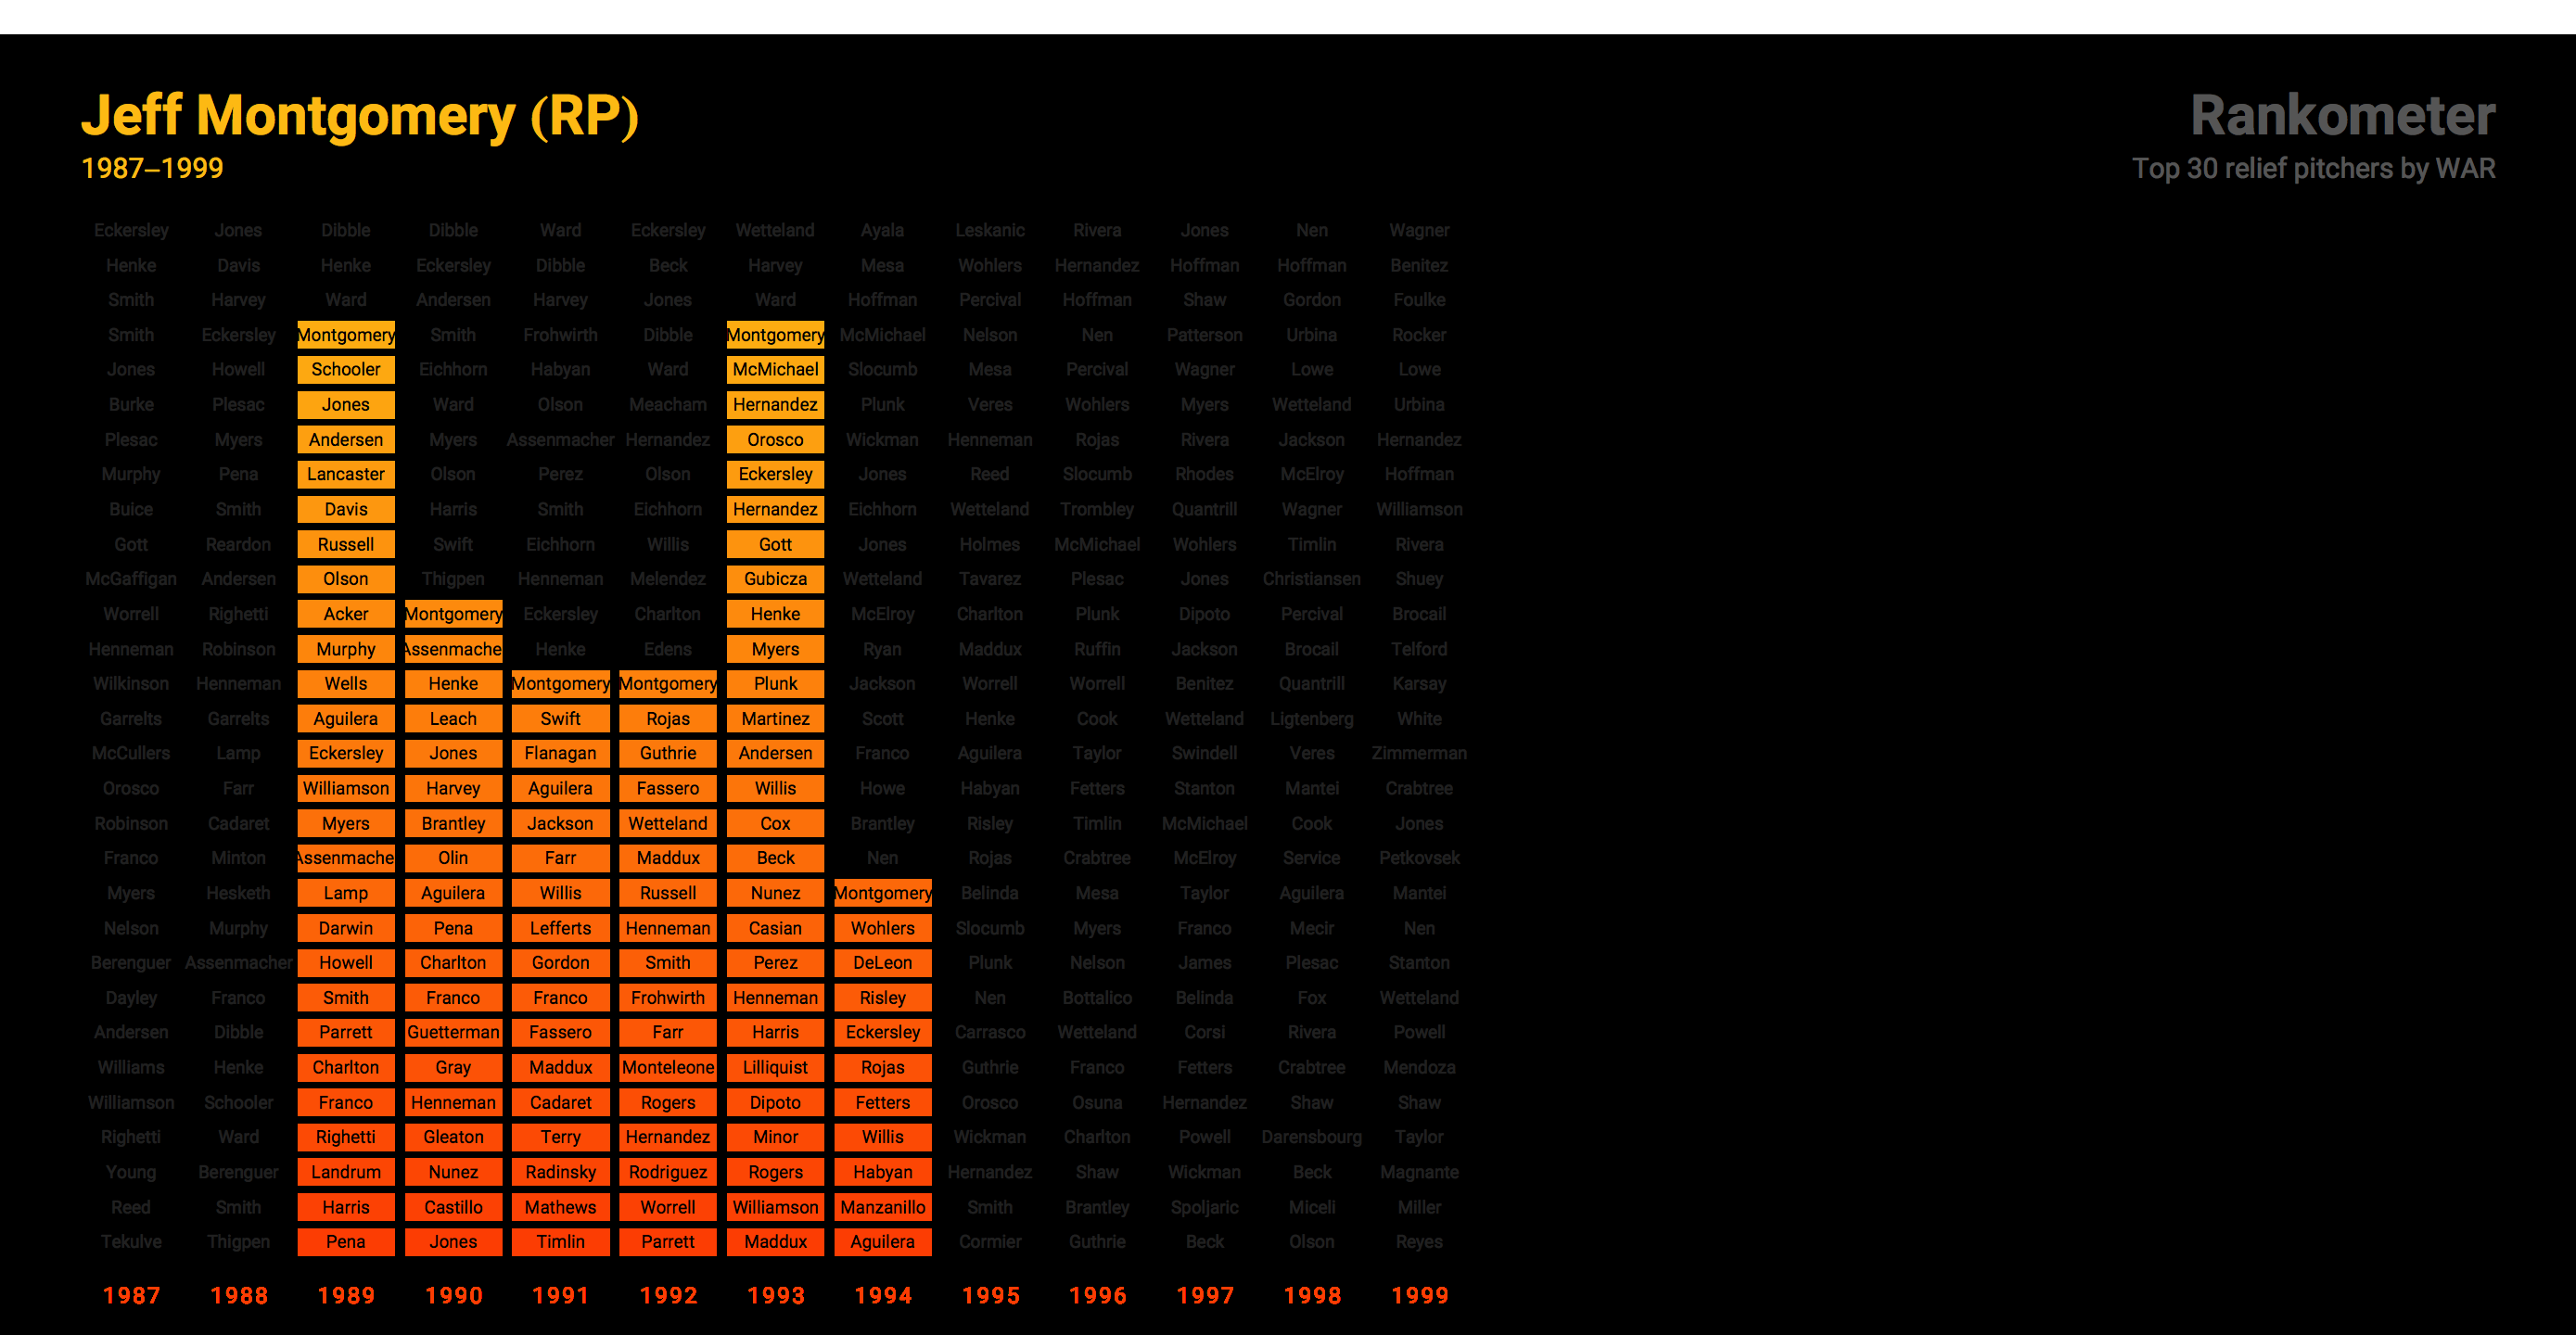 Jeff Montgomery (RP)
1987–1999
Rankometer
Top 30 relief pitchers by WAR
Eckersley Jones Dibble Dibble Ward Eckersley Wetteland Ayala Leskanic Rivera Jones Nen Wagner
Henke Davis Henke Eckersley Dibble Beck Harvey Mesa Wohlers Hernandez Hoffman Hoffman Benitez
Smith Harvey Ward Andersen Harvey Jones Ward Hoffman Percival Hoffman Shaw Gordon Foulke
Smith Eckersley Montgomery Smith Frohwirth Dibble Montgomery McMichael Nelson Nen Patterson Urbina Rocker
Jones Howell Schooler Eichhorn Habyan Ward McMichael Slocumb Mesa Percival Wagner Lowe Lowe
Burke Plesac Jones Ward Olson Meacham Hernandez Plunk Veres Wohlers Myers Wetteland Urbina
Plesac Myers Andersen Myers Assenmacher Hernandez Orosco Wickman Henneman Rojas Rivera Jackson Hernandez
Murphy Pena Lancaster Olson Perez Olson Eckersley Jones Reed Slocumb Rhodes McElroy Hoffman
Buice Smith Davis Harris Smith Eichhorn Hernandez Eichhorn Wetteland Trombley Quantrill Wagner Williamson
Gott Reardon Russell Swift Eichhorn Willis Gott Jones Holmes McMichael Wohlers Timlin Rivera
McGaffigan Andersen Olson Thigpen Henneman Melendez Gubicza Wetteland Tavarez Plesac Jones Christiansen Shuey
Worrell Righetti Acker Montgomery Eckersley Charlton Henke McElroy Charlton Plunk Dipoto Percival Brocail
Henneman Robinson Murphy Assenmache Henke Edens Myers Ryan Maddux Ruffin Jackson Brocail Telford
Wilkinson Henneman Wells Henke Montgomery Montgomery Plunk Jackson Worrell Worrell Benitez Quantrill Karsay
Garrelts Garrelts Aguilera Leach Swift Rojas Martinez Scott Henke Cook Wetteland Ligtenberg White
McCullers Lamp Eckersley Jones Flanagan Guthrie Andersen Franco Aguilera Taylor Swindell Veres Zimmerman
Orosco Farr Williamson Harvey Aguilera Fassero Willis Howe Habyan Fetters Stanton Mantei Crabtree
Robinson Cadaret Myers Brantley Jackson Wetteland Cox Brantley Risley Timlin McMichael Cook Jones
Franco Minton Assenmache Olin Farr Maddux Beck Nen Rojas Crabtree McElroy Service Petkovsek
Myers Hesketh Lamp Aguilera Willis Russell Nunez Montgomery Belinda Mesa Taylor Aguilera Mantei
Nelson Murphy Darwin Pena Lefferts Henneman Casian Wohlers Slocumb Myers Franco Mecir Nen
Berenguer Assenmacher Howell Charlton Gordon Smith Perez DeLeon Plunk Nelson James Plesac Stanton
Dayley Franco Smith Franco Franco Frohwirth Henneman Risley Nen Bottalico Belinda Fox Wetteland
Andersen Dibble Parrett Guetterman Fassero Farr Harris Eckersley Carrasco Wetteland Corsi Rivera Powell
Williams Henke Charlton Gray Maddux Monteleone Lilliquist Rojas Guthrie Franco Fetters Crabtree Mendoza
Williamson Schooler Franco Henneman Cadaret Rogers Dipoto Fetters Orosco Osuna Hernandez Shaw Shaw
Righetti Ward Righetti Gleaton Terry Hernandez Minor Willis Wickman Charlton Powell Darensbourg Taylor
Young Berenguer Landrum Nunez Radinsky Rodriguez Rogers Habyan Hernandez Shaw Wickman Beck Magnante
Reed Smith Harris Castillo Mathews Worrell Williamson Manzanillo Smith Brantley Spoljaric Miceli Miller
Tekulve Thigpen Pena Jones Timlin Parrett Maddux Aguilera Cormier Guthrie Beck Olson Reyes
1987 1988 1989 1990 1991 1992 1993 1994 1995 1996 1997 1998 1999